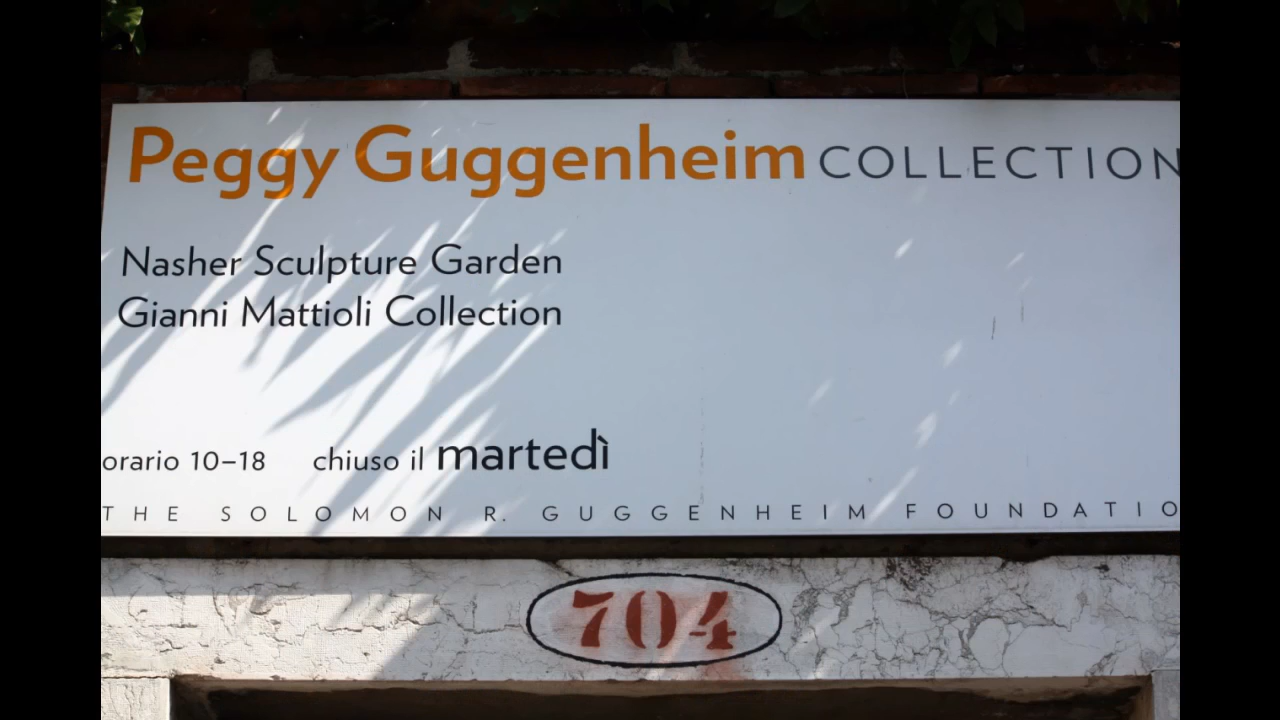 Peggy Guggenheim COLLECTION
Nasher Sculpture Garden
Gianni Mattioli Collection
orario 10–18 chiuso il martedì
THE SOLOMON R. GUGGENHEIM FOUNDATIO
704